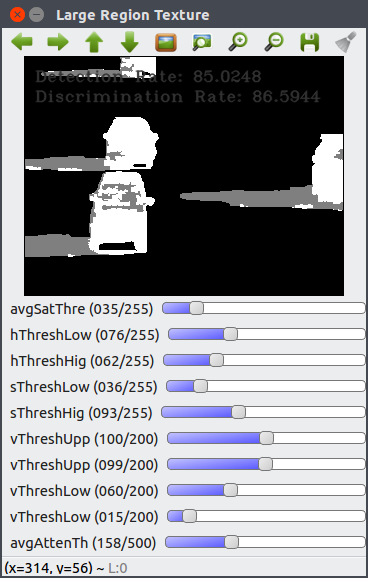 Large Region Texture
Detection Rate: 85.0248
Discrimination Rate: 86.5944
avgSatThre (035/255)
hThreshLow (076/255)
hThreshHig (062/255)
sThreshLow (036/255)
sThreshHig (093/255)
vThreshUpp (100/200)
vThreshUpp (099/200)
vThreshLow (060/200)
vThreshLow (015/200)
avgAttenTh (158/500)
(x=314, y=56) ~ L:0